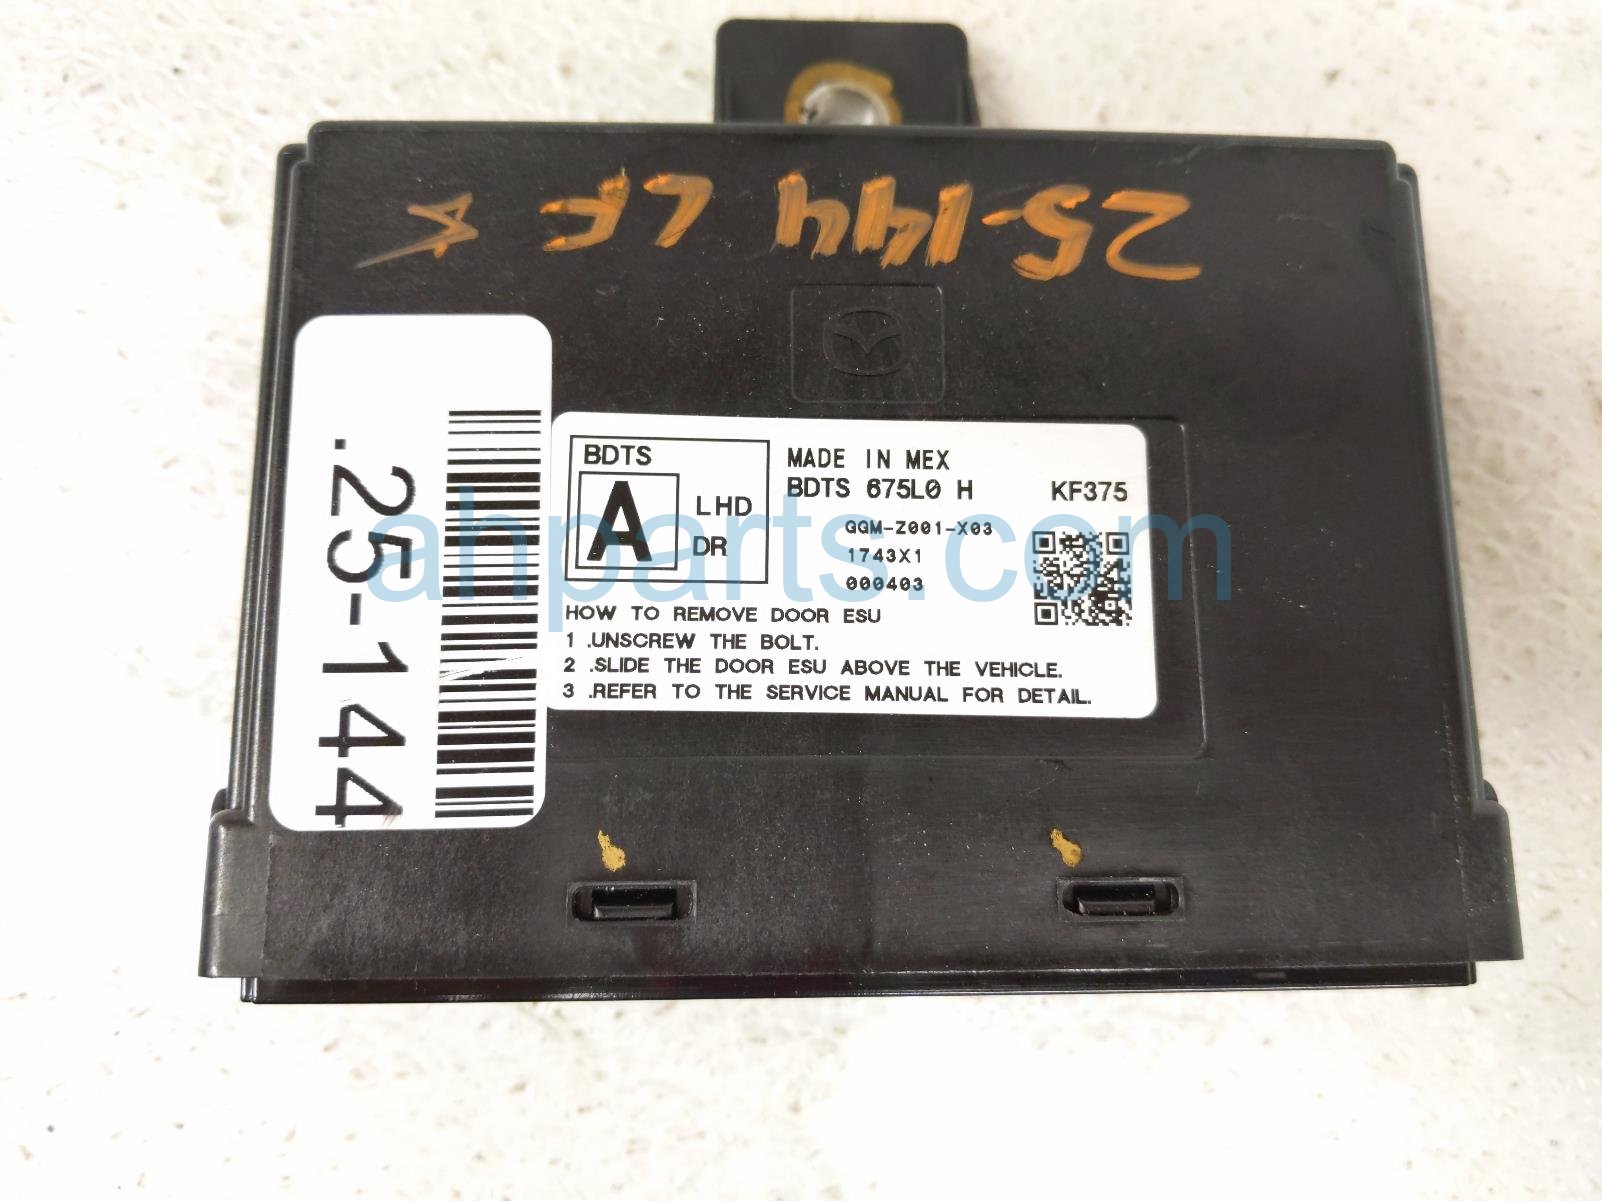 25-144 LF
.25-144
BDTS
A
LHD
DR
MADE IN MEX
BDTS 675L0 H
KF375
GGM-Z001-X03
1743X1
000403
HOW TO REMOVE DOOR ESU
1 .UNSCREW THE BOLT.
2 .SLIDE THE DOOR ESU ABOVE THE VEHICLE.
3 .REFER TO THE SERVICE MANUAL FOR DETAIL.
ahparts.com